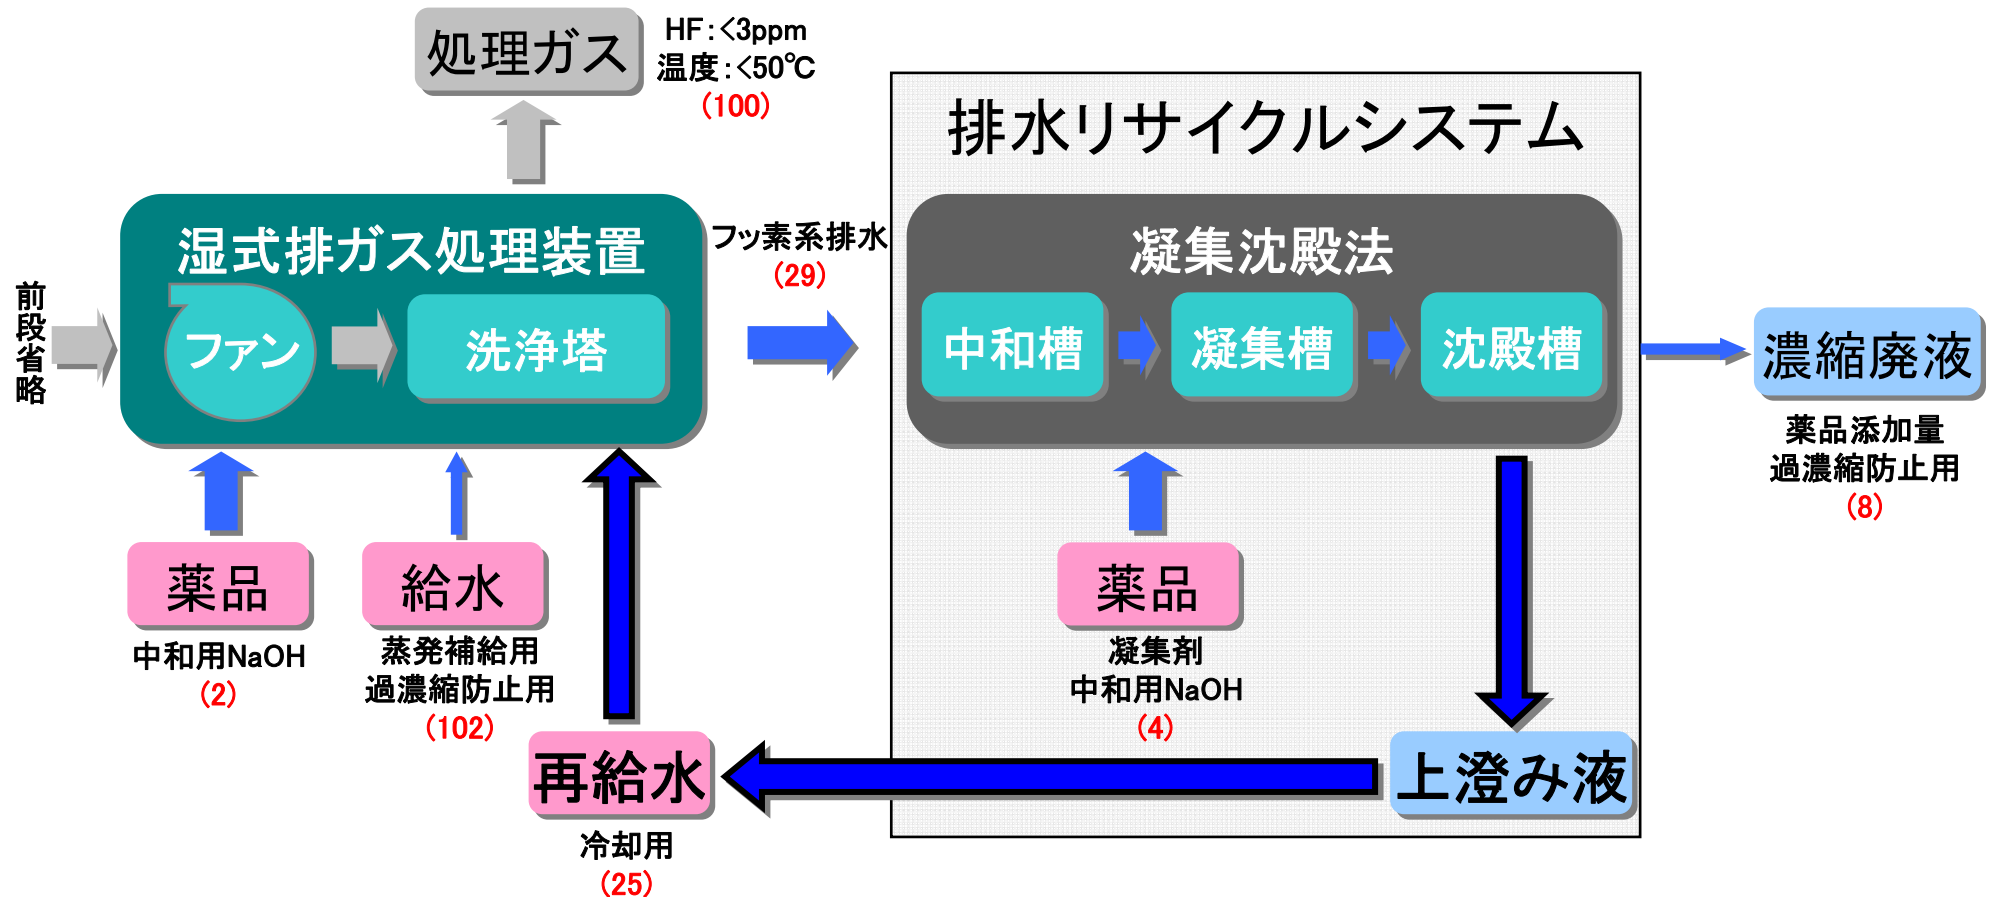 処理ガス
HF：<3ppm
温度：<50℃
(100)
排水リサイクルシステム
湿式排ガス処理装置
フッ素系排水
(29)
凝集沈殿法
前段省略
ファン
洗浄塔
中和槽
凝集槽
沈殿槽
濃縮廃液
薬品添加量
過濃縮防止用
(8)
薬品
中和用NaOH
(2)
給水
蒸発補給用
過濃縮防止用
(102)
薬品
凝集剤
中和用NaOH
(4)
再給水
冷却用
(25)
上澄み液